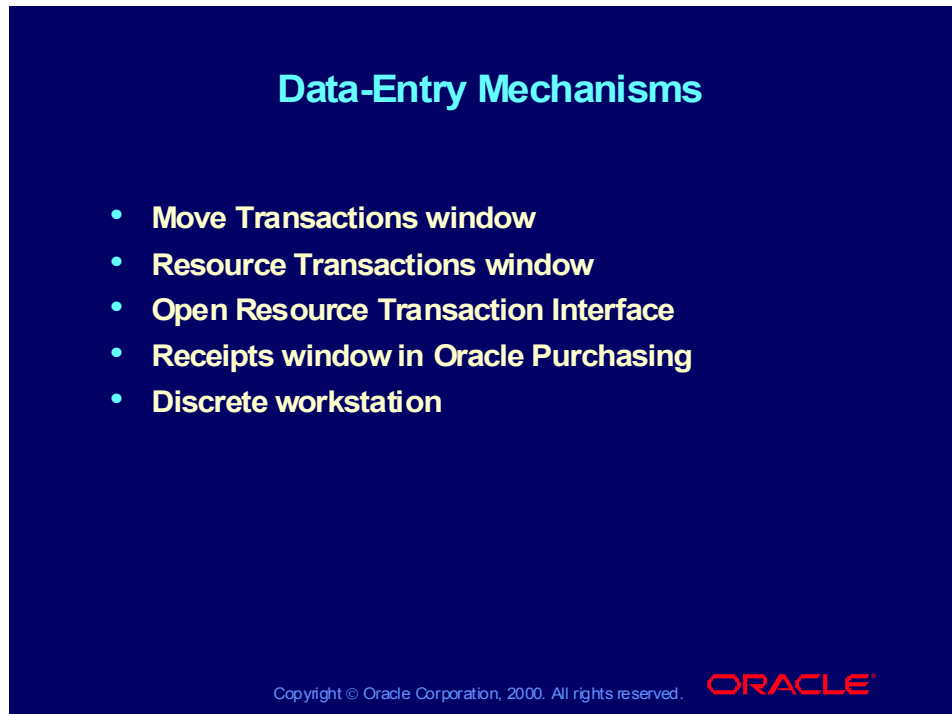 Data-Entry Mechanisms
• Move Transactions window
• Resource Transactions window
• Open Resource Transaction Interface
• Receipts window in Oracle Purchasing
• Discrete workstation
Copyright © Oracle Corporation, 2000. All rights reserved.
ORACLE®